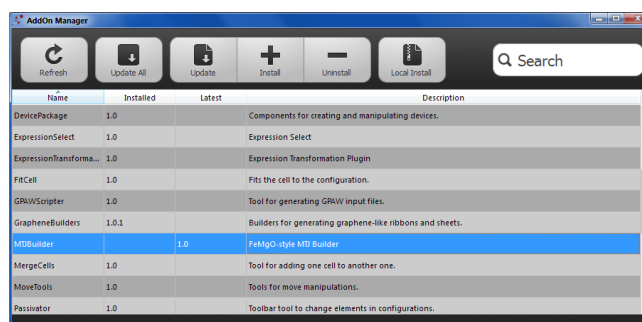 AddOn Manager
Refresh Update All Update Install Uninstall Local Install Search
Name Installed Latest Description
DevicePackage 1.0 Components for creating and manipulating devices.
ExpressionSelect 1.0 Expression Select
ExpressionTransforma... 1.0 Expression Transformation Plugin
FitCell 1.0 Fits the cell to the configuration.
GPAWScripter 1.0 Tool for generating GPAW input files.
GrapheneBuilders 1.0.1 Builders for generating graphene-like ribbons and sheets.
MTJBuilder 1.0 FeMgO-style MTJ Builder
MergeCells 1.0 Tool for adding one cell to another one.
MoveTools 1.0 Tools for move manipulations.
Passivator 1.0 Toolbar tool to change elements in configurations.